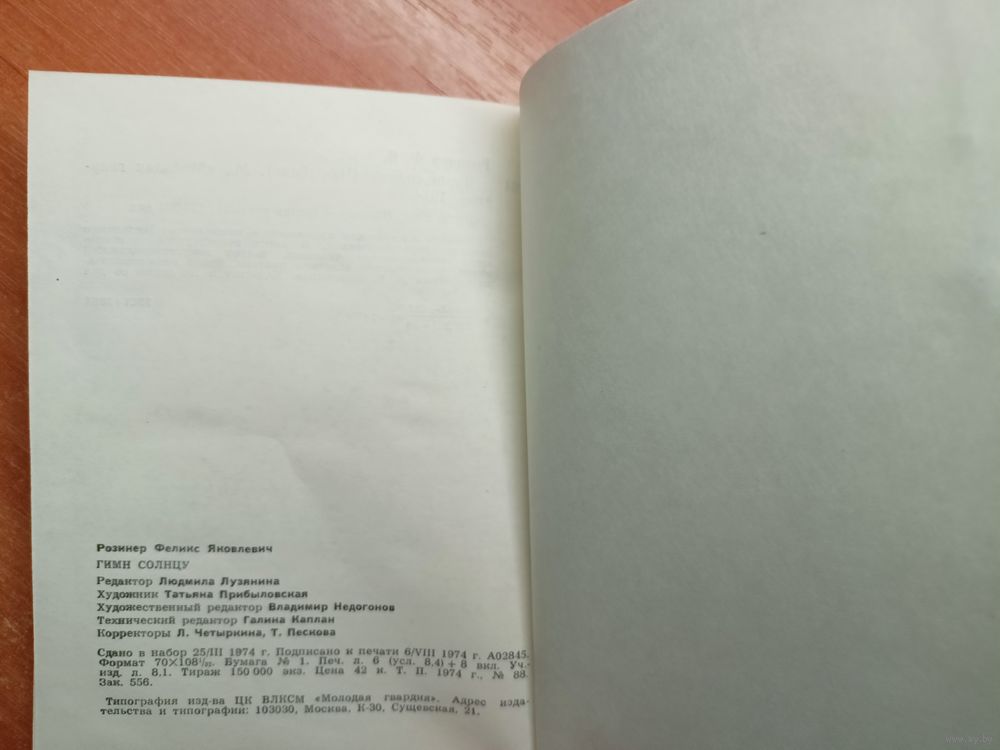 Розинер Феликс Яковлевич
ГИМН СОЛНЦУ
Редактор Людмила Лузянина
Художник Татьяна Прибыловская
Художественный редактор Владимир Недогонов
Технический редактор Галина Каплан
Корректоры Л. Четыркина, Т. Пескова
Сдано в набор 25/III 1974 г. Подписано к печати 6/VIII 1974 г. А02845.
Формат 70×108¹/₃₂. Бумага № 1. Печ. л. 6 (усл. 8,4) + 8 вкл. Уч.-
изд. л. 8,1. Тираж 150 000 экз. Цена 42 к. Т. П. 1974 г., № 88.
Зак. 556.
Типография изд-ва ЦК ВЛКСМ «Молодая гвардия». Адрес изда-
тельства и типографии: 103030, Москва, К-30, Сущевская, 21.
www.ay.by